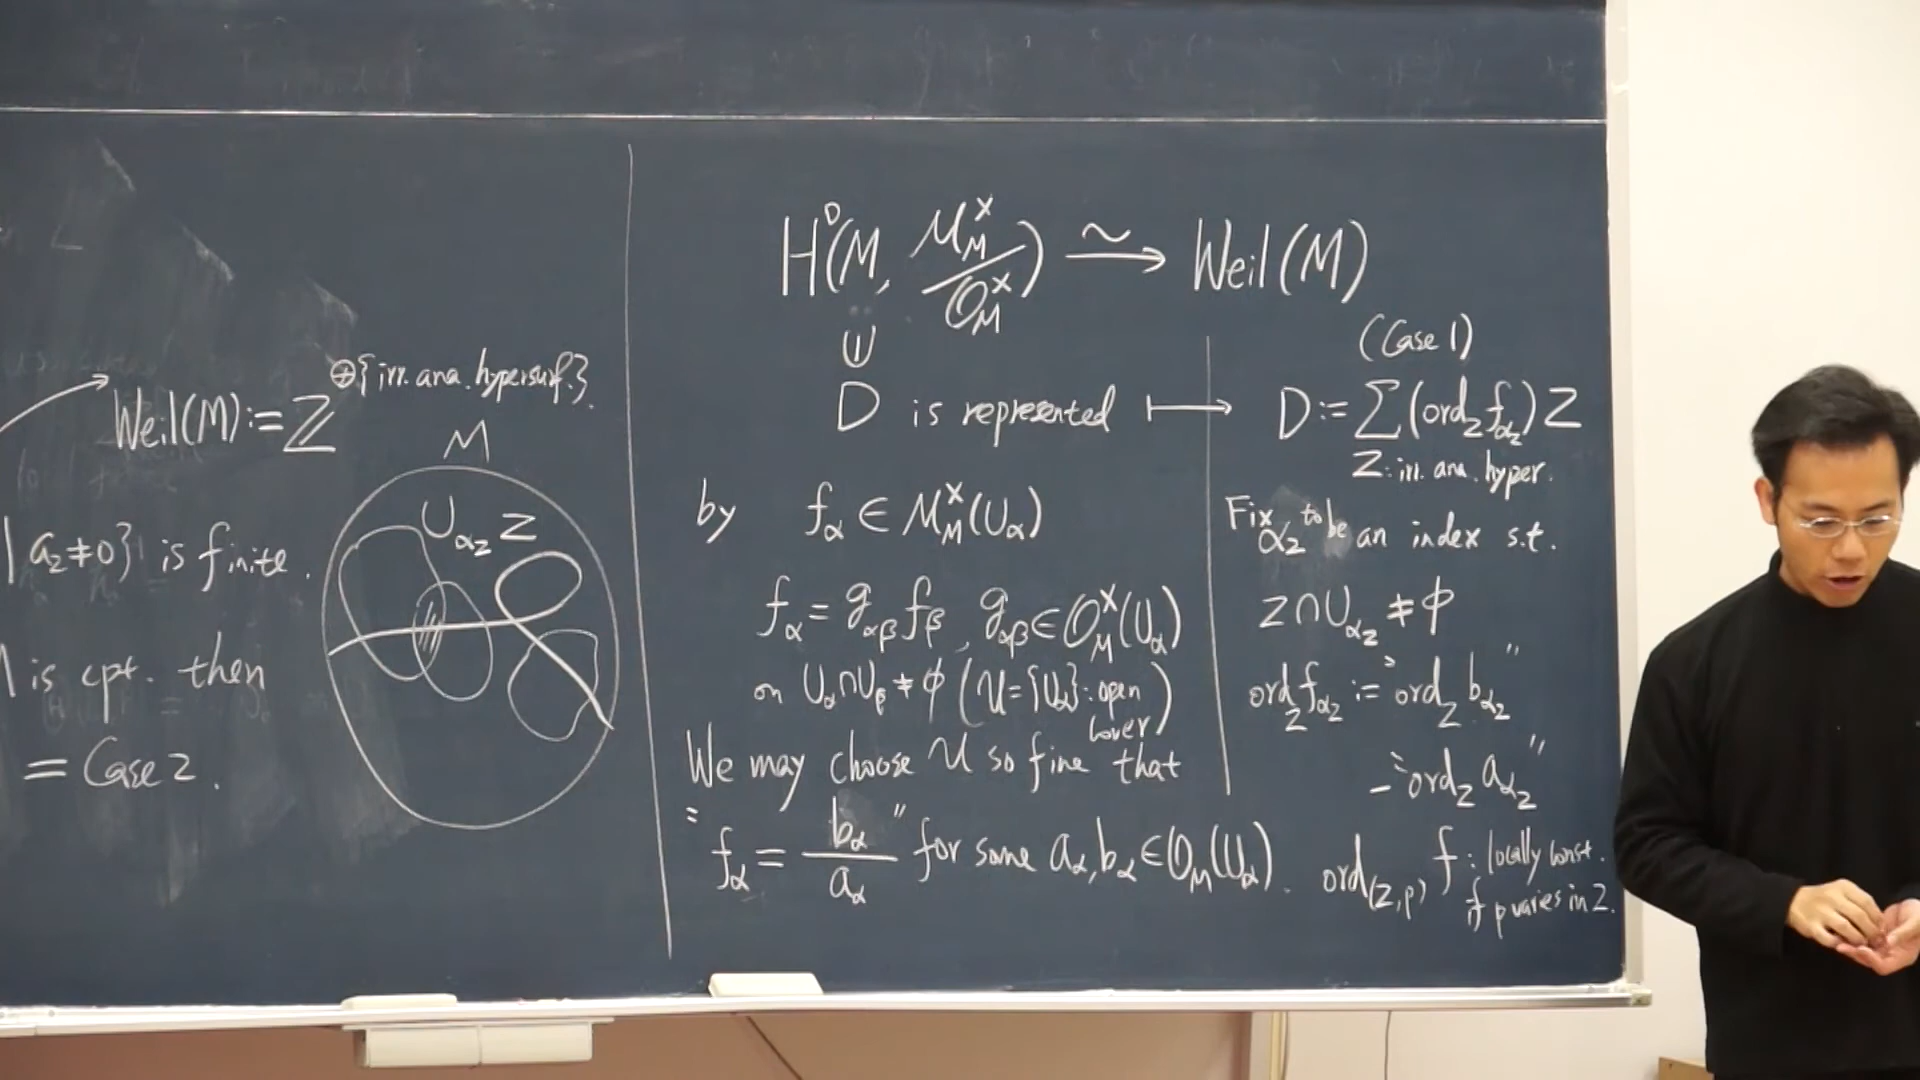 Weil(M) := ℤ^{⊕{irr. ana. hypersurf.}}.
| a_Z ≠ 0} is finite.
M is cpt. then
= Case 2.
M
U_{α_Z} Z
H⁰(M, M_M^× / O_M^×) ⥲ Weil(M)
∪
(Case 1)
D is represented ↦ D := Σ (ord_Z f_{α_Z}) Z
Z: irr. ana. hyper.
by f_α ∈ M_M^×(U_α)
f_α = g_{αβ} f_β, g_{αβ} ∈ O_M^×(U_α)
on U_α ∩ U_β ≠ φ (U = {U_α}: open cover)
We may choose U so fine that
" f_α = b_α / a_α " for some a_α, b_α ∈ O_M(U_α).
Fix α_Z to be an index s.t.
Z ∩ U_{α_Z} ≠ φ
ord_Z f_{α_Z} := "ord_Z b_{α_Z}"
- "ord_Z a_{α_Z}"
ord_{(Z,p)} f : locally const.
if p varies in Z.